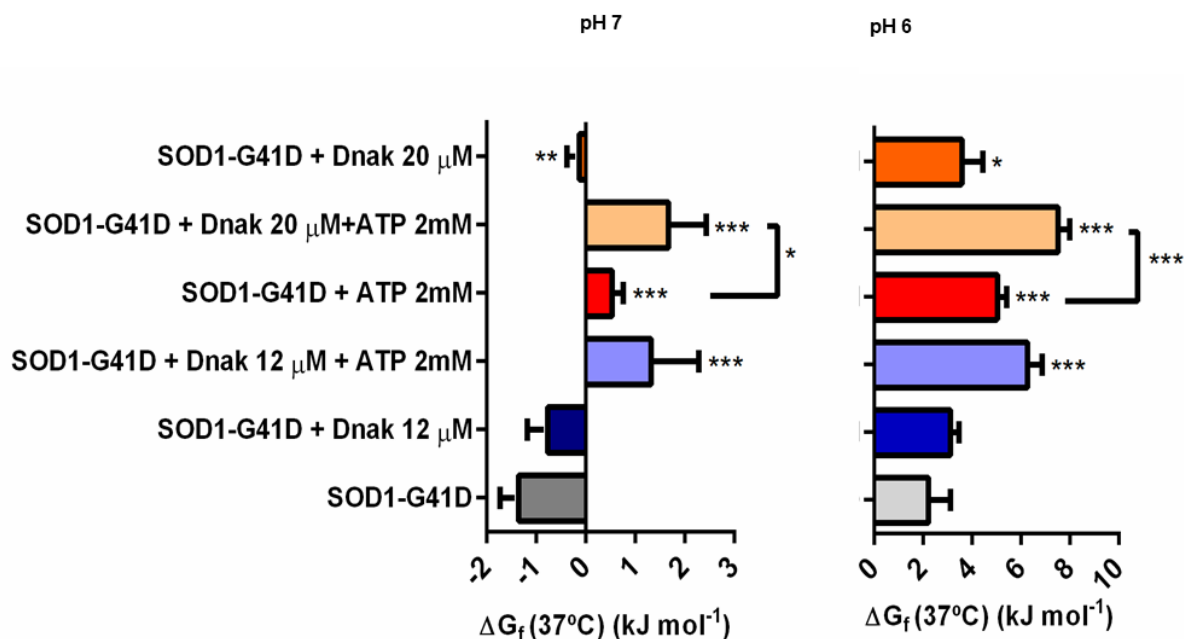 pH 7
pH 6
SOD1-G41D + Dnak 20 μM
**
*
SOD1-G41D + Dnak 20 μM+ATP 2mM
***
*
***
***
SOD1-G41D + ATP 2mM
***
***
SOD1-G41D + Dnak 12 μM + ATP 2mM
***
***
SOD1-G41D + Dnak 12 μM
SOD1-G41D
-2 -1 0 1 2 3
0 2 4 6 8 10
ΔGf (37ºC) (kJ mol-1)
ΔGf (37ºC) (kJ mol-1)